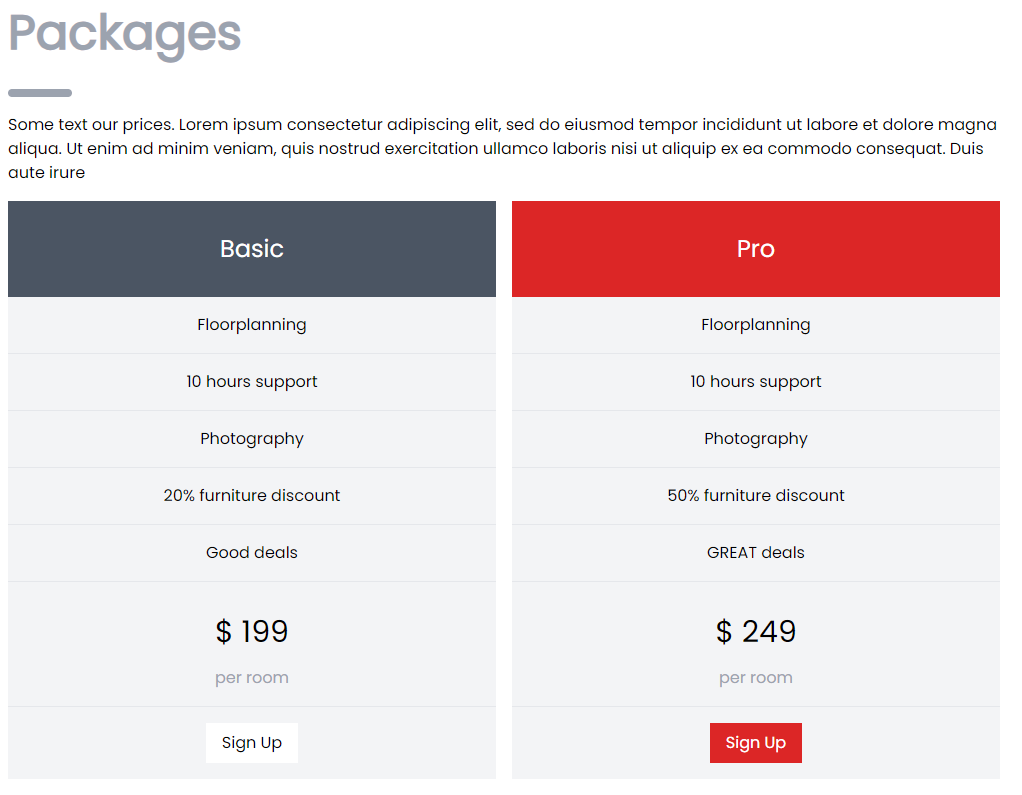 Packages
Some text our prices. Lorem ipsum consectetur adipiscing elit, sed do eiusmod tempor incididunt ut labore et dolore magna
aliqua. Ut enim ad minim veniam, quis nostrud exercitation ullamco laboris nisi ut aliquip ex ea commodo consequat. Duis
aute irure
Basic
Floorplanning
10 hours support
Photography
20% furniture discount
Good deals
$ 199
per room
Sign Up
Pro
Floorplanning
10 hours support
Photography
50% furniture discount
GREAT deals
$ 249
per room
Sign Up